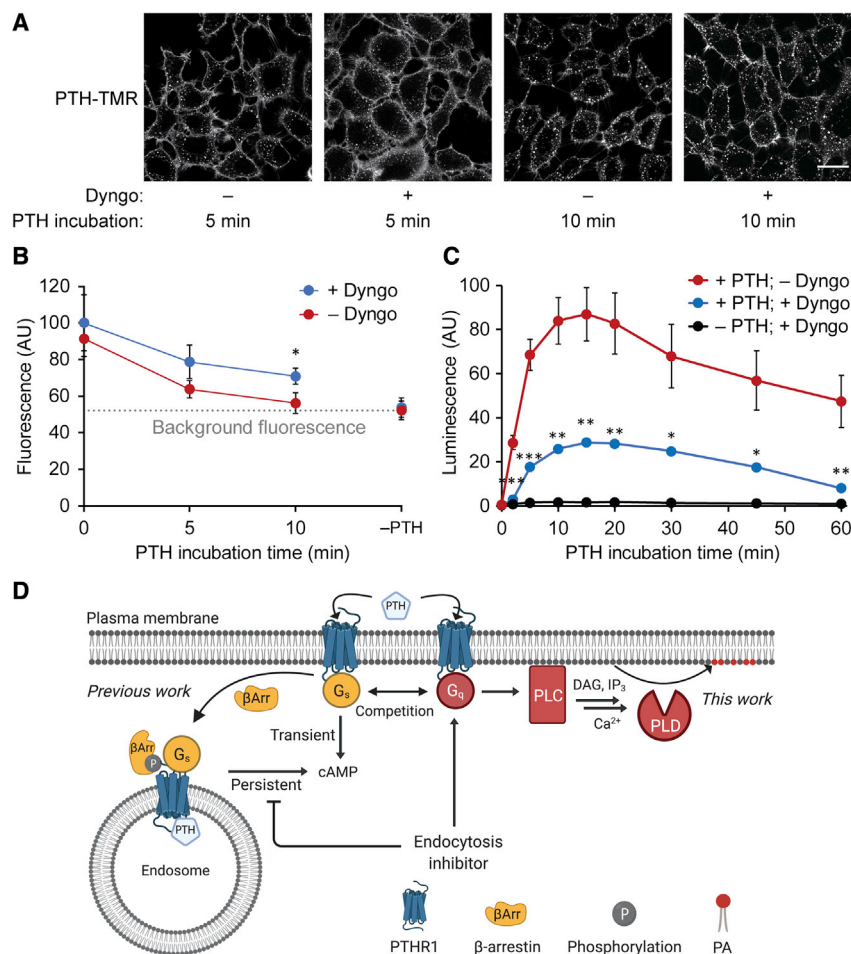 A
PTH-TMR
Dyngo: – + – +
PTH incubation: 5 min 5 min 10 min 10 min
B
120
100
80
60
40
20
0
Fluorescence (AU)
+ Dyngo
– Dyngo
*
Background fluorescence
0 5 10 –PTH
PTH incubation time (min)
C
100
80
60
40
20
0
Luminescence (AU)
+ PTH; – Dyngo
+ PTH; + Dyngo
– PTH; + Dyngo
*** *** ** ** ** * * **
0 10 20 30 40 50 60
PTH incubation time (min)
D
Plasma membrane
PTH
Previous work
βArr
Gs
Competition
Gq
PLC
DAG, IP3
Ca2+
PLD
This work
Transient
βArr
P
Gs
Persistent
cAMP
PTH
Endosome
Endocytosis
inhibitor
βArr
P
PTHR1 β-arrestin Phosphorylation PA